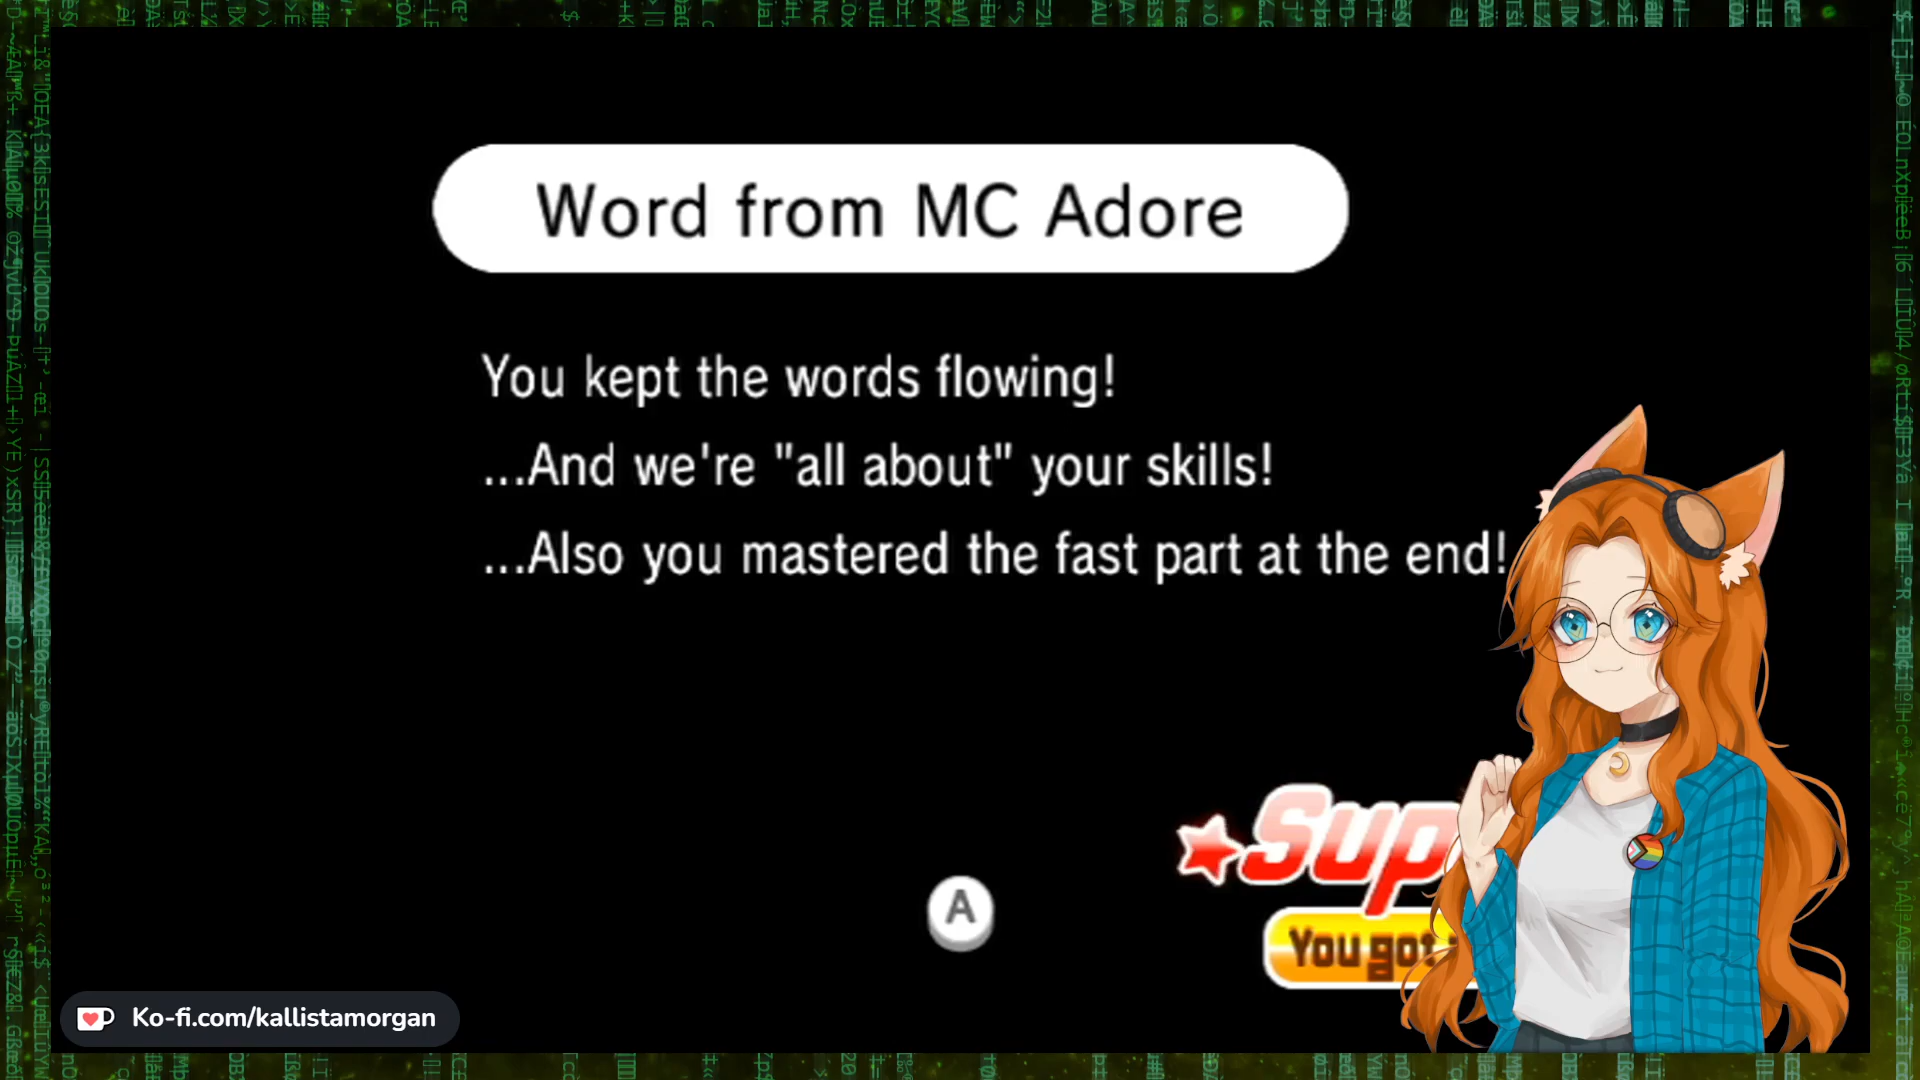 Word from MC Adore
You kept the words flowing!
...And we're "all about" your skills!
...Also you mastered the fast part at the end!
Sup
You got
A
Ko-fi.com/kallistamorgan